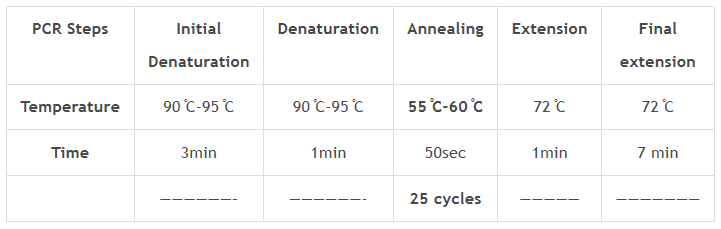 PCR Steps Initial Denaturation Annealing Extension Final
Denaturation extension
Temperature 90 ̊C-95 ̊C 90 ̊C-95 ̊C 55 ̊C-60 ̊C 72 ̊C 72 ̊C
Time 3min 1min 50sec 1min 7 min
——————- ——————- 25 cycles ————— ———————